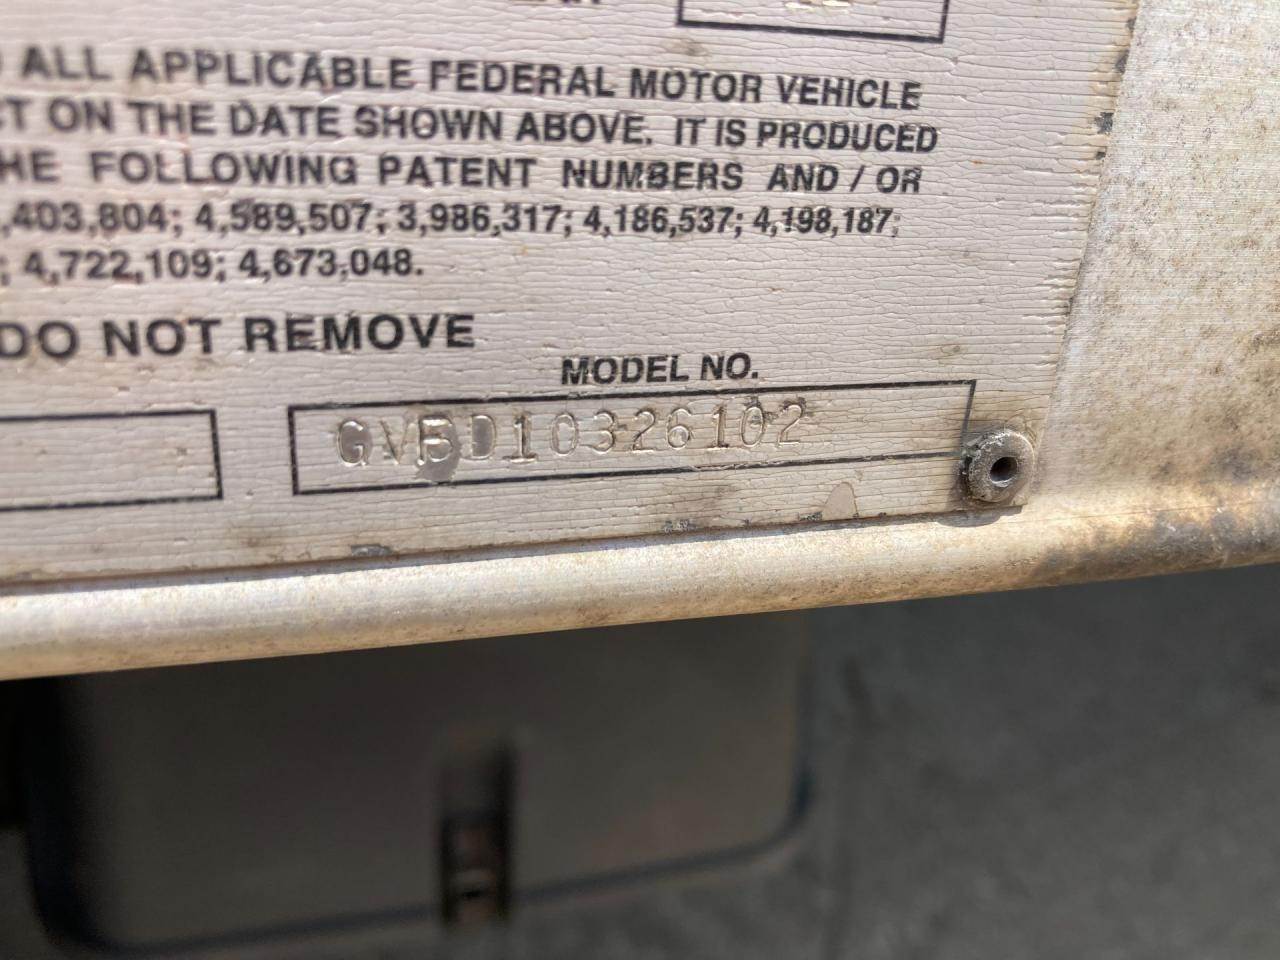 ALL APPLICABLE FEDERAL MOTOR VEHICLE
CT ON THE DATE SHOWN ABOVE. IT IS PRODUCED
HE FOLLOWING PATENT NUMBERS AND / OR
,403,804; 4,589,507; 3,986,317; 4,186,537; 4,198,187;
; 4,722,109; 4,673,048.
DO NOT REMOVE
MODEL NO.
GVBD10326102